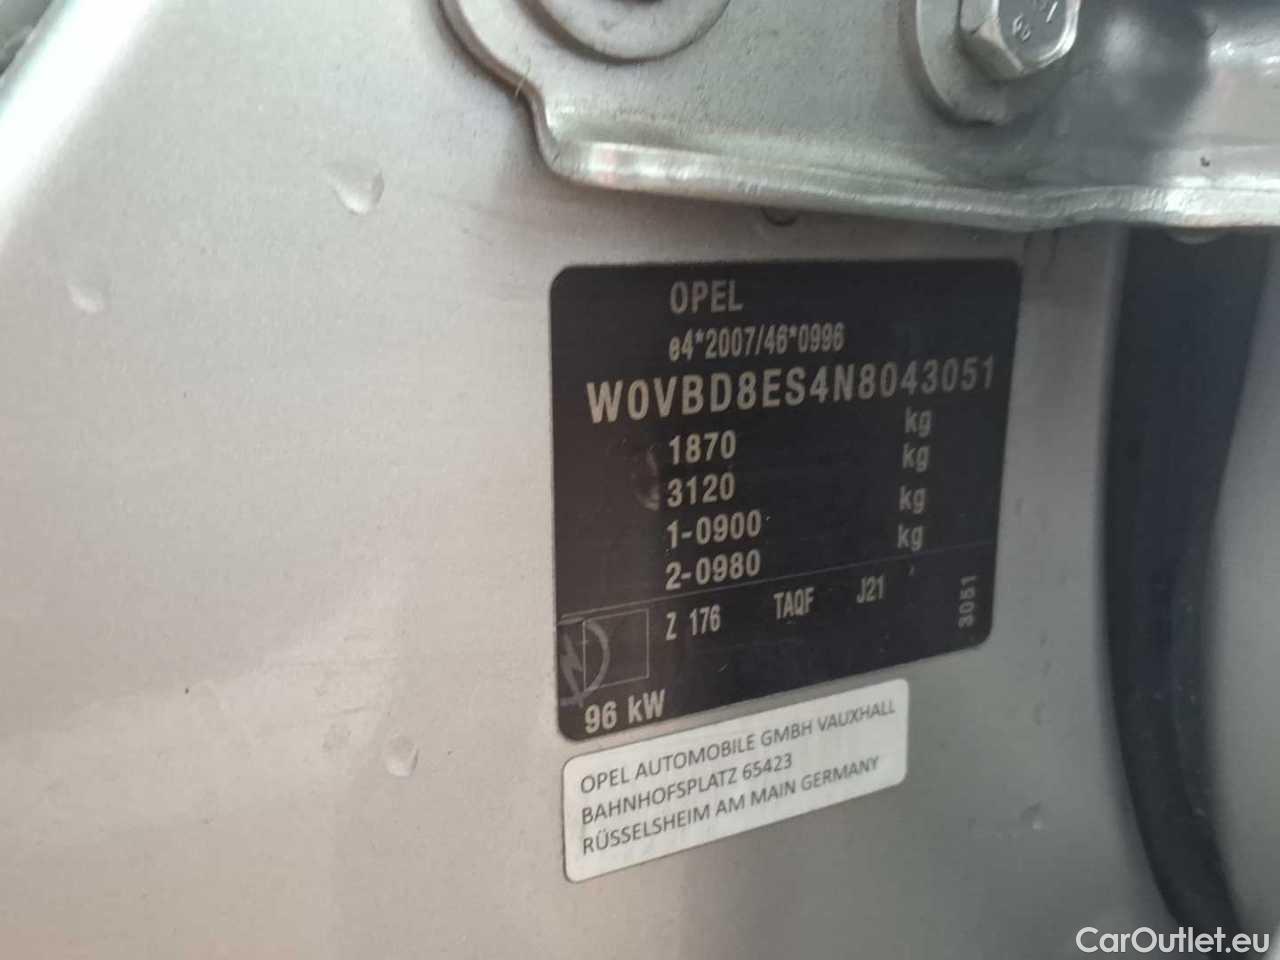 OPEL
e4*2007/46*0996
W0VBD8ES4N8043051
1870 kg
3120 kg
1-0900 kg
2-0980 kg
Z 176 TAQF J21
3051
96 kW
OPEL AUTOMOBILE GMBH VAUXHALL
BAHNHOFSPLATZ 65423
RÜSSELSHEIM AM MAIN GERMANY
CarOutlet.eu